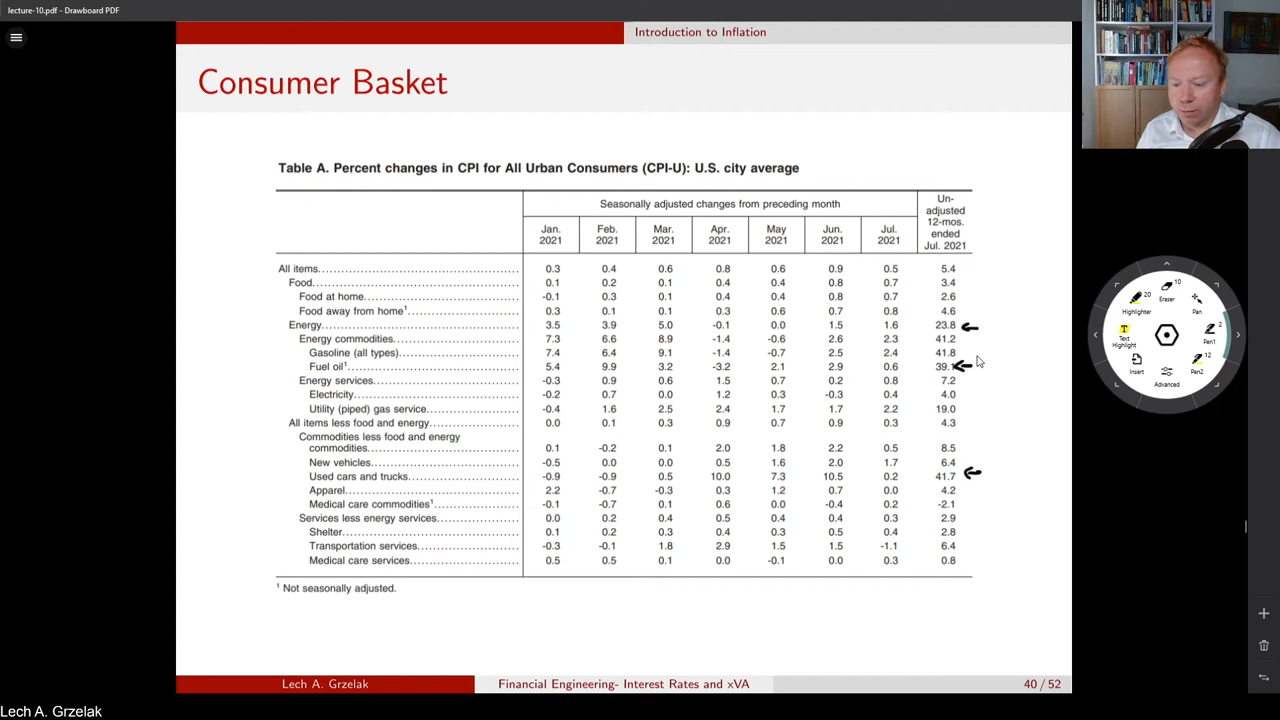 lecture-10.pdf - Drawboard PDF
Introduction to Inflation
Consumer Basket
Table A. Percent changes in CPI for All Urban Consumers (CPI-U): U.S. city average
Seasonally adjusted changes from preceding month
Un-
adjusted
12-mos.
ended
Jul. 2021
Jan. 2021 Feb. 2021 Mar. 2021 Apr. 2021 May 2021 Jun. 2021 Jul. 2021
All items 0.3 0.4 0.6 0.8 0.6 0.9 0.5 5.4
Food 0.1 0.2 0.1 0.4 0.4 0.8 0.7 3.4
Food at home -0.1 0.3 0.1 0.4 0.4 0.8 0.7 2.6
Food away from home¹ 0.3 0.1 0.1 0.3 0.6 0.7 0.8 4.6
Energy 3.5 3.9 5.0 -0.1 0.0 1.5 1.6 23.8
Energy commodities 7.3 6.6 8.9 -1.4 -0.6 2.6 2.3 41.2
Gasoline (all types) 7.4 6.4 9.1 -1.4 -0.7 2.5 2.4 41.8
Fuel oil¹ 5.4 9.9 3.2 -3.2 2.1 2.9 0.6 39.1
Energy services -0.3 0.9 0.6 1.5 0.7 0.2 0.8 7.2
Electricity -0.2 0.7 0.0 1.2 0.3 -0.3 0.4 4.0
Utility (piped) gas service -0.4 1.6 2.5 2.4 1.7 1.7 2.2 19.0
All items less food and energy 0.0 0.1 0.3 0.9 0.7 0.9 0.3 4.3
Commodities less food and energy
commodities 0.1 -0.2 0.1 2.0 1.8 2.2 0.5 8.5
New vehicles -0.5 0.0 0.0 0.5 1.6 2.0 1.7 6.4
Used cars and trucks -0.9 -0.9 0.5 10.0 7.3 10.5 0.2 41.7
Apparel 2.2 -0.7 -0.3 0.3 1.2 0.7 0.0 4.2
Medical care commodities¹ -0.1 -0.7 0.1 0.6 0.0 -0.4 0.2 -2.1
Services less energy services 0.0 0.2 0.4 0.5 0.4 0.4 0.3 2.9
Shelter 0.1 0.2 0.3 0.4 0.3 0.5 0.4 2.8
Transportation services -0.3 -0.1 1.8 2.9 1.5 1.5 -1.1 6.4
Medical care services 0.5 0.5 0.1 0.0 -0.1 0.0 0.3 0.8
¹ Not seasonally adjusted.
Lech A. Grzelak
Financial Engineering- Interest Rates and xVA
40 / 52
Lech A. Grzelak
10
Eraser
20
Highlighter
Pan
Text
Highlight
2
Pen1
Insert
12
Pen2
Advanced